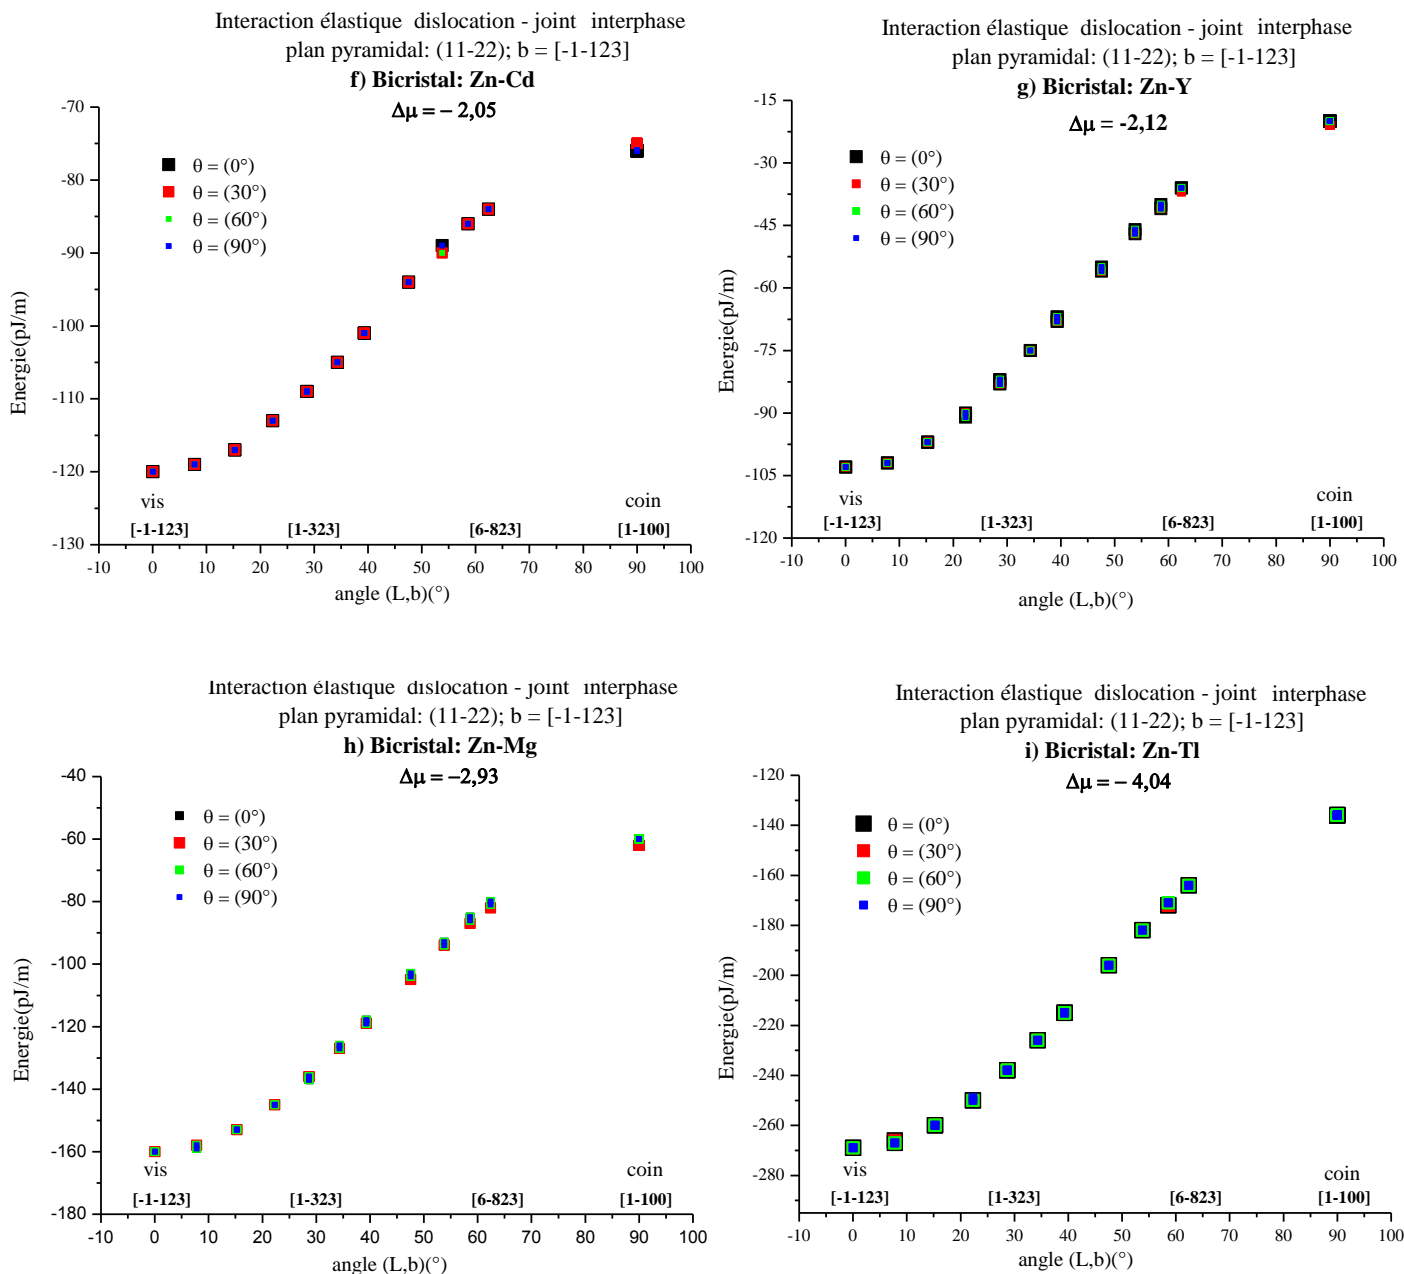 Interaction élastique dislocation - joint interphase
plan pyramidal: (11-22); b = [-1-123]
f) Bicristal: Zn-Cd
Δμ = – 2,05
θ = (0°)
θ = (30°)
θ = (60°)
θ = (90°)
-70
-80
-90
-100
-110
-120
-130
Energie(pJ/m)
vis
coin
[-1-123] [1-323] [6-823] [1-100]
-10 0 10 20 30 40 50 60 70 80 90 100
angle (L,b)(°)
Interaction élastique dislocation - joint interphase
plan pyramidal: (11-22); b = [-1-123]
g) Bicristal: Zn-Y
Δμ = -2,12
θ = (0°)
θ = (30°)
θ = (60°)
θ = (90°)
-15
-30
-45
-60
-75
-90
-105
-120
Energie(pJ/m)
vis
coin
[-1-123] [1-323] [6-823] [1-100]
-10 0 10 20 30 40 50 60 70 80 90 100
angle (L,b)(°)
Interaction élastique dislocation - joint interphase
plan pyramidal: (11-22); b = [-1-123]
h) Bicristal: Zn-Mg
Δμ = –2,93
θ = (0°)
θ = (30°)
θ = (60°)
θ = (90°)
-40
-60
-80
-100
-120
-140
-160
-180
Energie(pJ/m)
vis
coin
[-1-123] [1-323] [6-823] [1-100]
-10 0 10 20 30 40 50 60 70 80 90 100
angle (L,b)(°)
Interaction élastique dislocation - joint interphase
plan pyramidal: (11-22); b = [-1-123]
i) Bicristal: Zn-Tl
Δμ = – 4,04
θ = (0°)
θ = (30°)
θ = (60°)
θ = (90°)
-120
-140
-160
-180
-200
-220
-240
-260
-280
Energie(pJ/m)
vis
coin
[-1-123] [1-323] [6-823] [1-100]
-10 0 10 20 30 40 50 60 70 80 90 100
angle (L,b)(°)